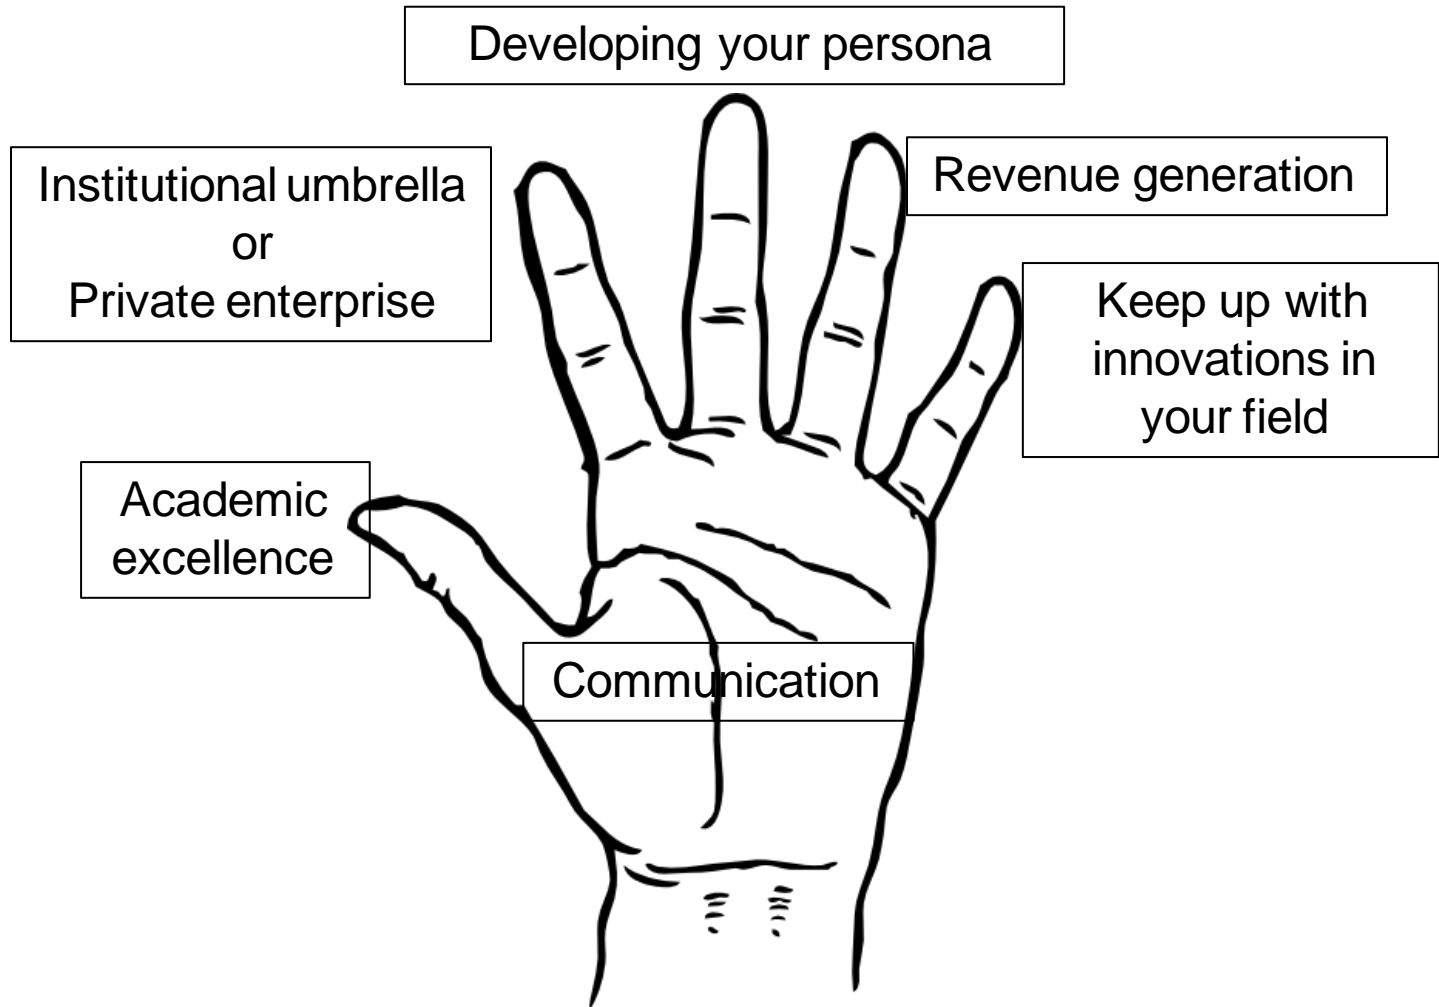 Developing your persona
Institutional umbrella
or
Private enterprise
Revenue generation
Keep up with
innovations in
your field
Academic
excellence
Communication